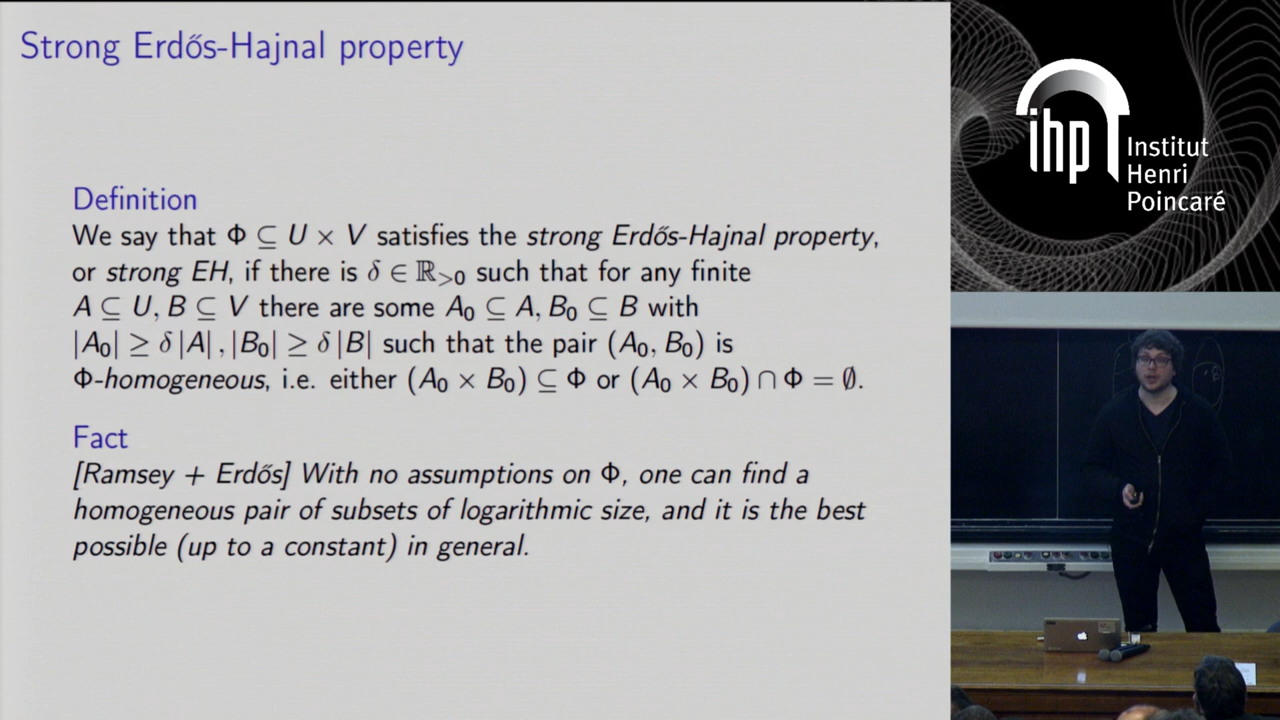 Strong Erdős-Hajnal property
Definition
We say that Φ ⊆ U × V satisfies the strong Erdős-Hajnal property,
or strong EH, if there is δ ∈ ℝ>0 such that for any finite
A ⊆ U, B ⊆ V there are some A₀ ⊆ A, B₀ ⊆ B with
|A₀| ≥ δ |A| , |B₀| ≥ δ |B| such that the pair (A₀, B₀) is
Φ-homogeneous, i.e. either (A₀ × B₀) ⊆ Φ or (A₀ × B₀) ∩ Φ = ∅.
Fact
[Ramsey + Erdős] With no assumptions on Φ, one can find a
homogeneous pair of subsets of logarithmic size, and it is the best
possible (up to a constant) in general.
ihp
Institut
Henri
Poincaré